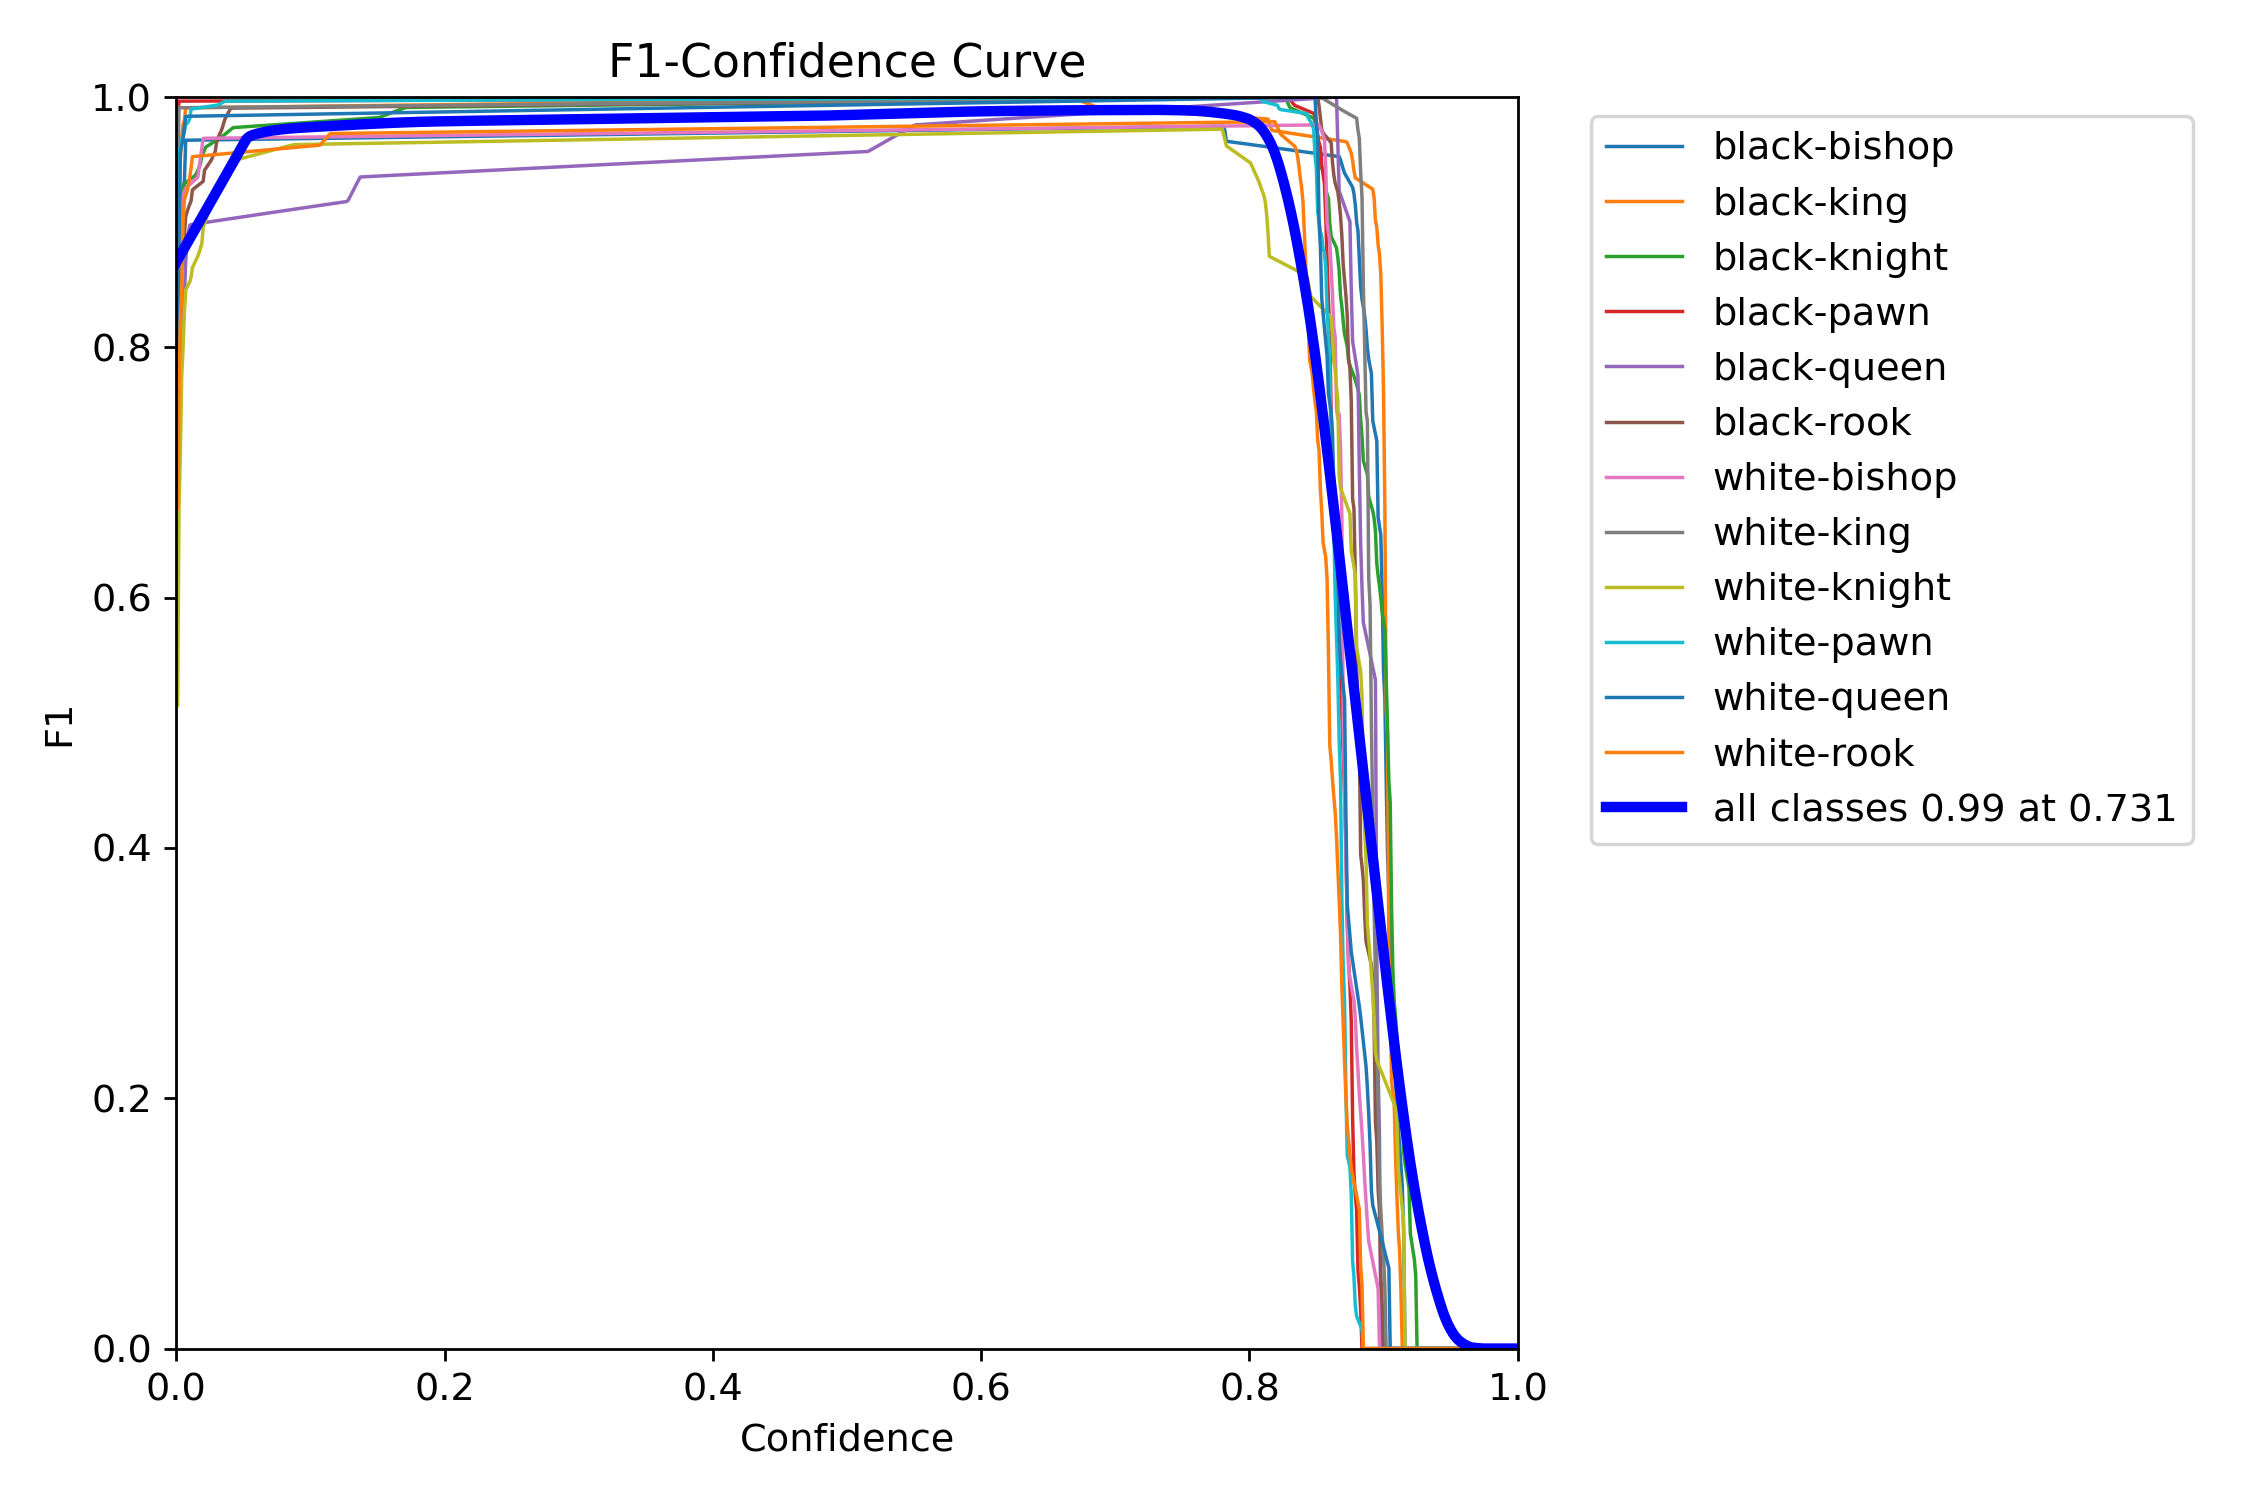 F1-Confidence Curve
1.0
0.8
0.6
0.4
0.2
0.0
F1
0.0 0.2 0.4 0.6 0.8 1.0
Confidence
black-bishop
black-king
black-knight
black-pawn
black-queen
black-rook
white-bishop
white-king
white-knight
white-pawn
white-queen
white-rook
all classes 0.99 at 0.731